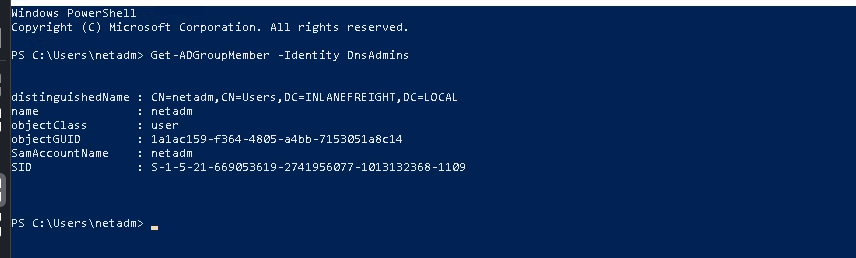 Windows PowerShell
Copyright (C) Microsoft Corporation. All rights reserved.
PS C:\Users\netadm> Get-ADGroupMember -Identity DnsAdmins
distinguishedName : CN=netadm,CN=Users,DC=INLANEFREIGHT,DC=LOCAL
name              : netadm
objectClass       : user
objectGUID        : 1a1ac159-f364-4805-a4bb-7153051a8c14
SamAccountName    : netadm
SID               : S-1-5-21-669053619-2741956077-1013132368-1109
PS C:\Users\netadm>